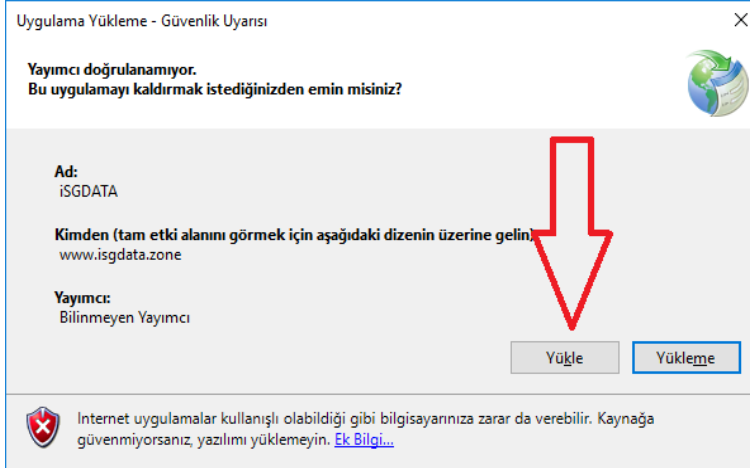 Uygulama Yükleme - Güvenlik Uyarısı
Yayımcı doğrulanamıyor.
Bu uygulamayı kaldırmak istediğinizden emin misiniz?
Ad:
iSGDATA
Kimden (tam etki alanını görmek için aşağıdaki dizenin üzerine gelin)
www.isgdata.zone
Yayımcı:
Bilinmeyen Yayımcı
Yükle
Yükleme
Internet uygulamalar kullanışlı olabildiği gibi bilgisayarınıza zarar da verebilir. Kaynağa
güvenmiyorsanız, yazılımı yüklemeyin. Ek Bilgi...